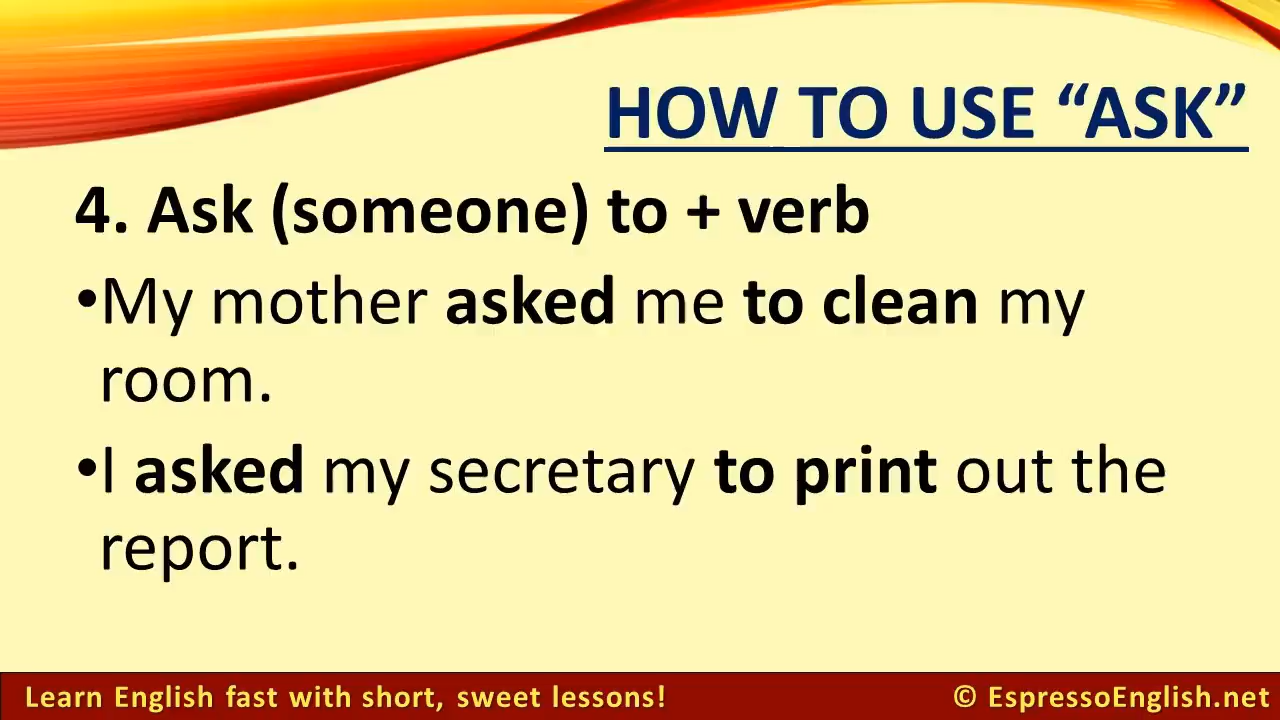 HOW TO USE “ASK”
4. Ask (someone) to + verb
•My mother asked me to clean my
room.
•I asked my secretary to print out the
report.
Learn English fast with short, sweet lessons!
© EspressoEnglish.net